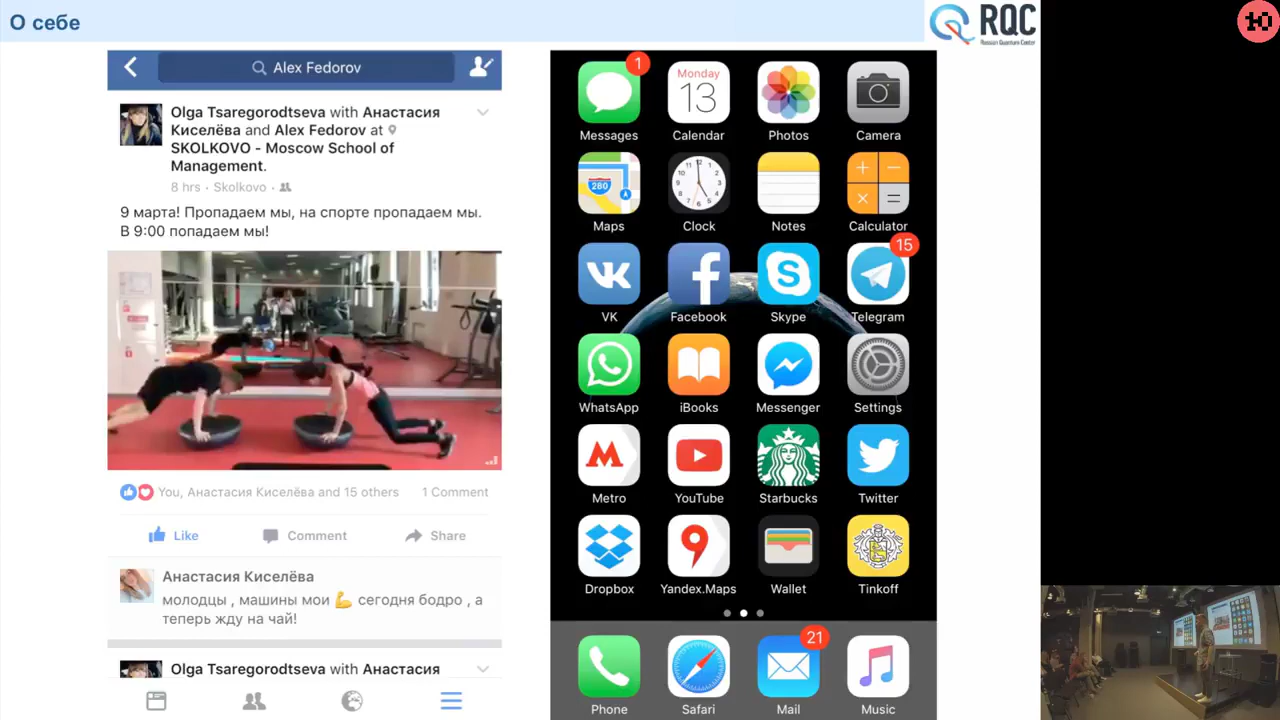 О себе
RQC
Russian Quantum Center
Ю
Alex Fedorov
Olga Tsaregorodtseva with Анастасия
Киселёва and Alex Fedorov at
SKOLKOVO - Moscow School of
Management.
8 hrs · Skolkovo ·
9 марта! Пропадаем мы, на спорте пропадаем мы.
В 9:00 попадаем мы!
You, Анастасия Киселёва and 15 others
1 Comment
Like
Comment
Share
Анастасия Киселёва
молодцы , машины мои 💪 сегодня бодро , а
теперь жду на чай!
Olga Tsaregorodtseva with Анастасия
1
Monday
13
Messages
Calendar
Photos
Camera
280
Maps
Clock
Notes
Calculator
15
VK
Facebook
Skype
Telegram
WhatsApp
iBooks
Messenger
Settings
Metro
YouTube
Starbucks
Twitter
Dropbox
Yandex.Maps
Wallet
Tinkoff
21
Phone
Safari
Mail
Music